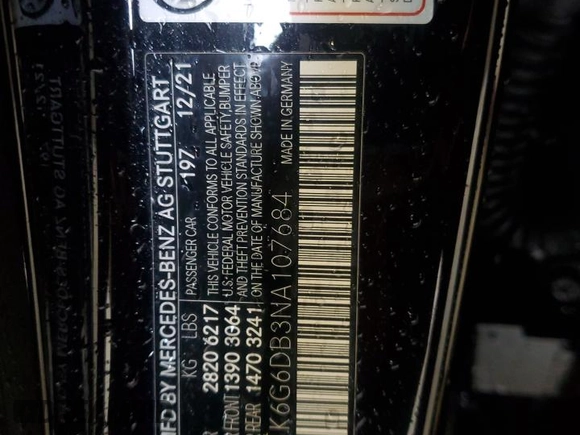 MFD BY MERCEDES-BENZ AG STUTTGART
KG LBS PASSENGER CAR 197 12/21
2820 6217 THIS VEHICLE CONFORMS TO ALL APPLICABLE
FRONT 1390 3064 U.S. FEDERAL MOTOR VEHICLE SAFETY, BUMPER
REAR 1470 3241 AND THEFT PREVENTION STANDARDS IN EFFECT
ON THE DATE OF MANUFACTURE SHOWN ABOVE
K6G6DB3NA107684 MADE IN GERMANY